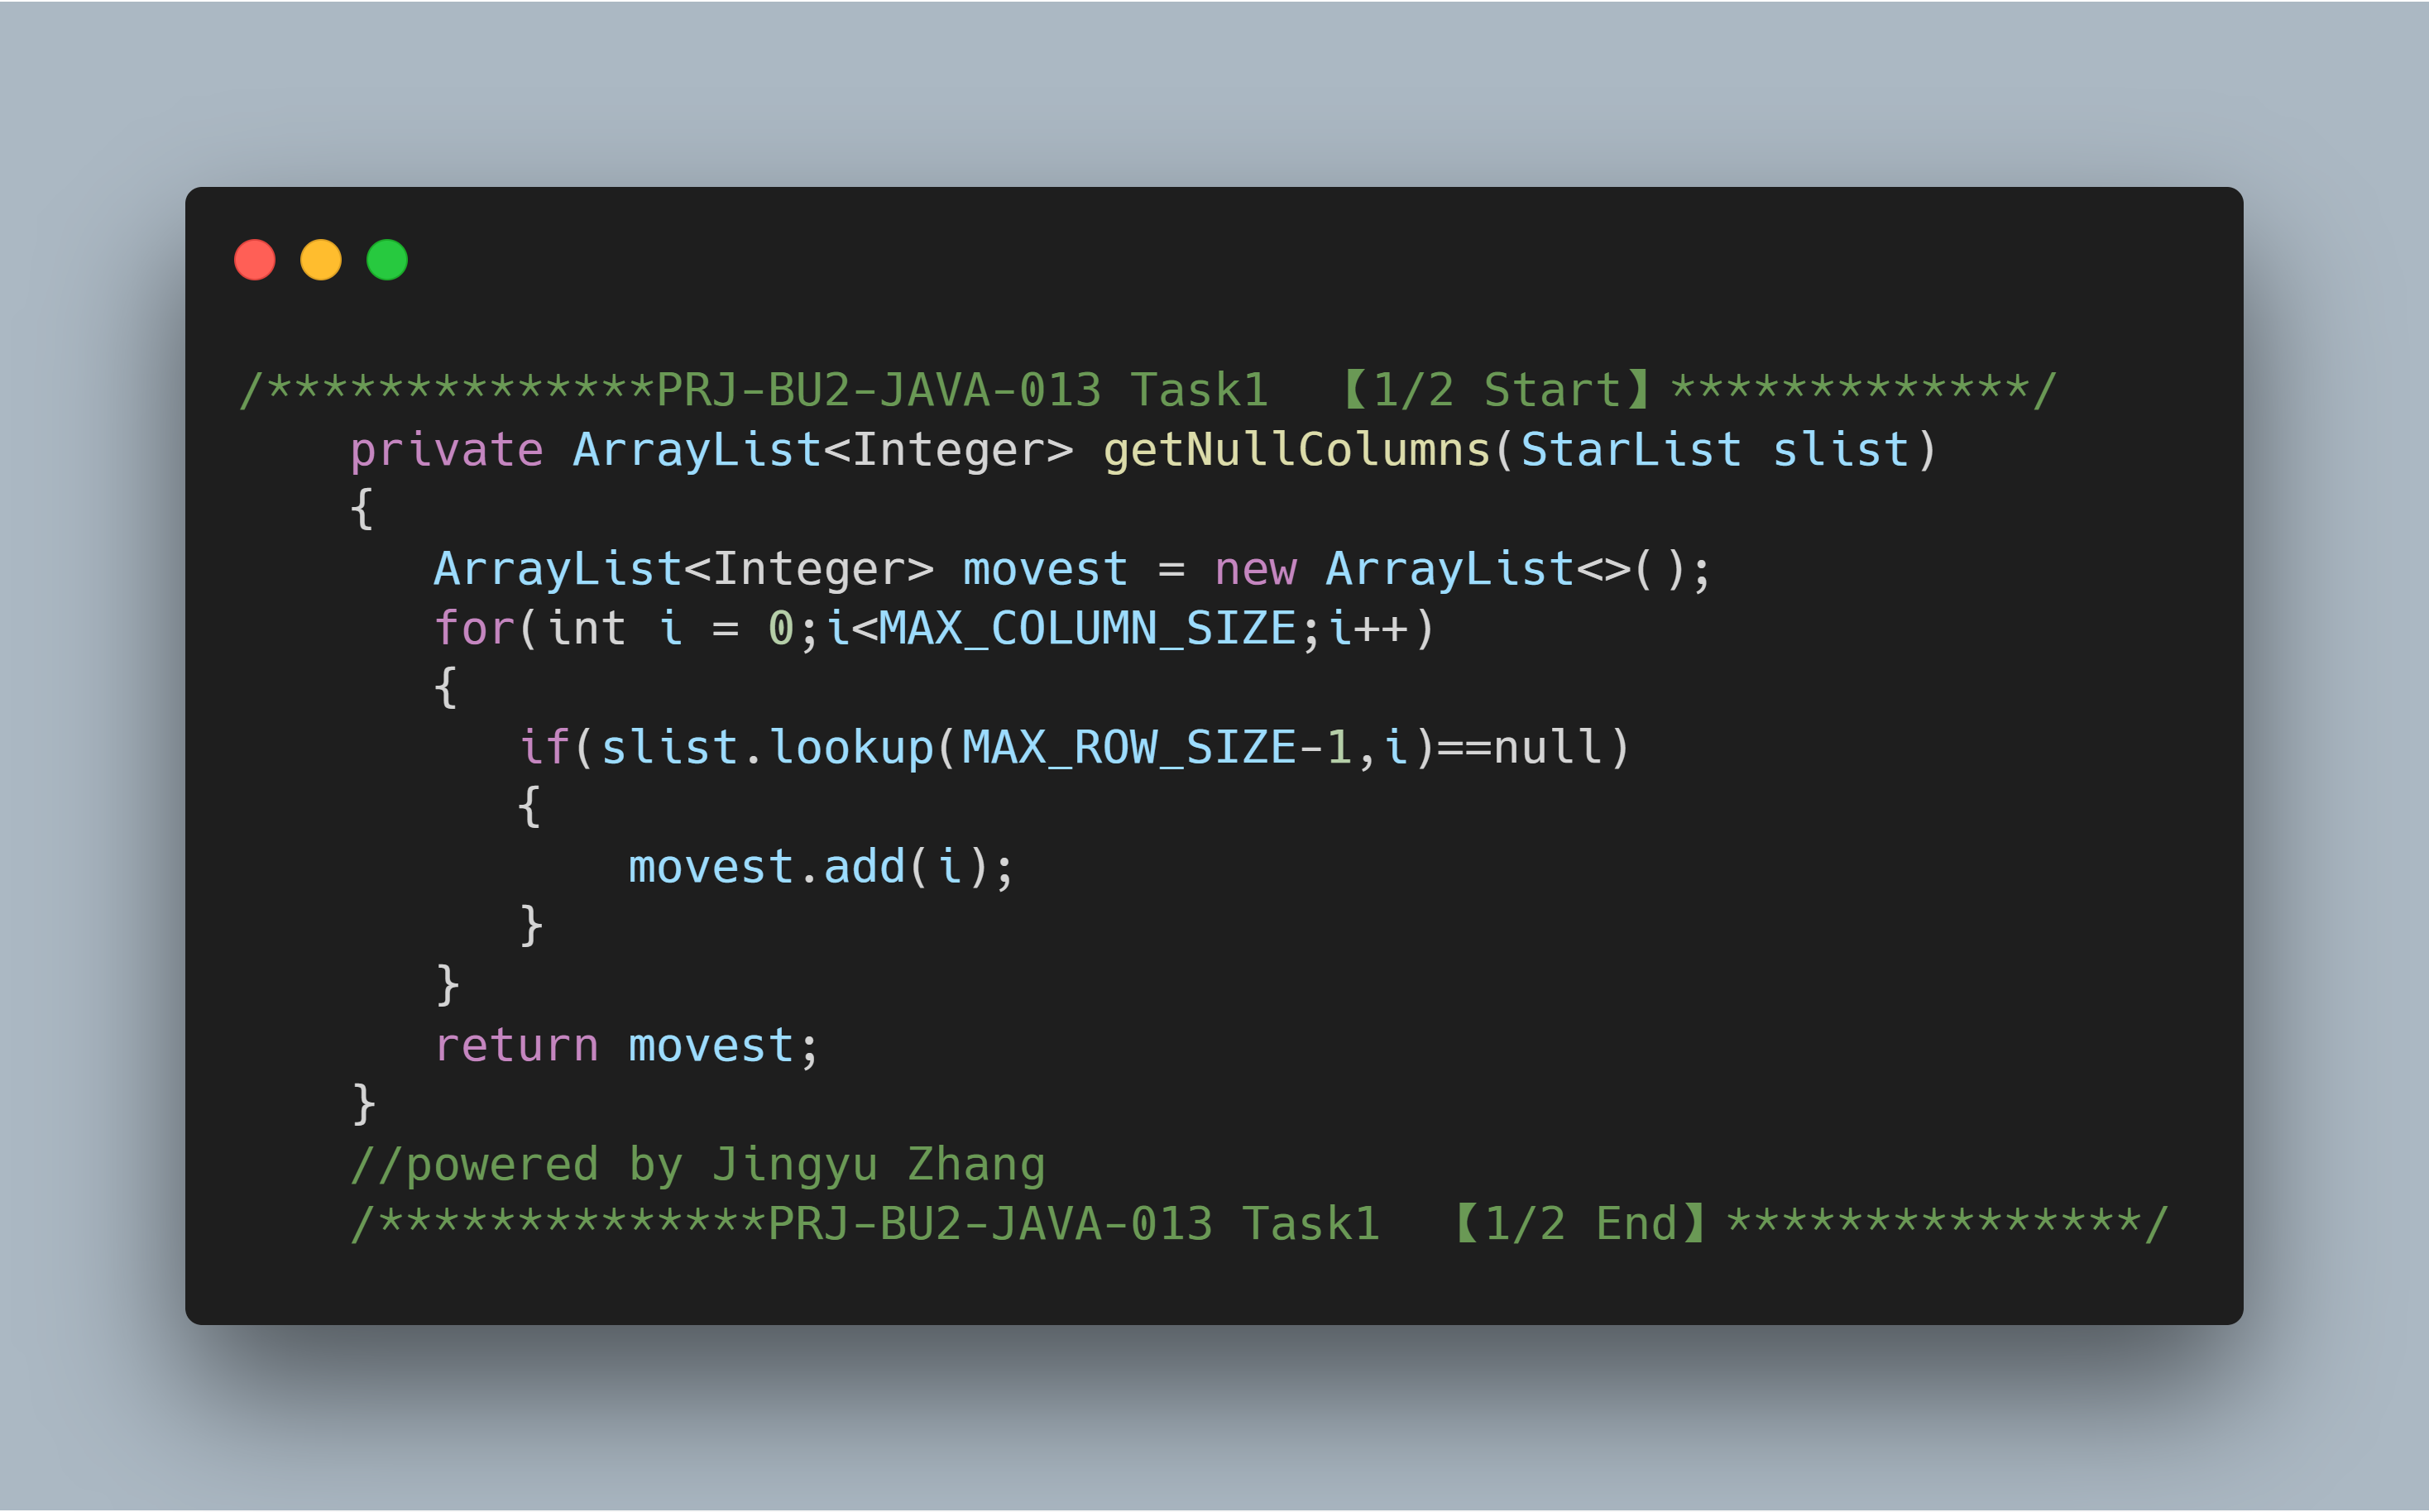 /**************PRJ-BU2-JAVA-013 Task1  【1/2 Start】*************/
    private ArrayList<Integer> getNullColumns(StarList slist)
    {
       ArrayList<Integer> movest = new ArrayList<>();
       for(int i = 0;i<MAX_COLUMN_SIZE;i++)
       {
          if(slist.lookup(MAX_ROW_SIZE-1,i)==null)
          {
              movest.add(i);
          }
       }
       return movest;
    }
    //powered by Jingyu Zhang
    /**************PRJ-BU2-JAVA-013 Task1  【1/2 End】***************/